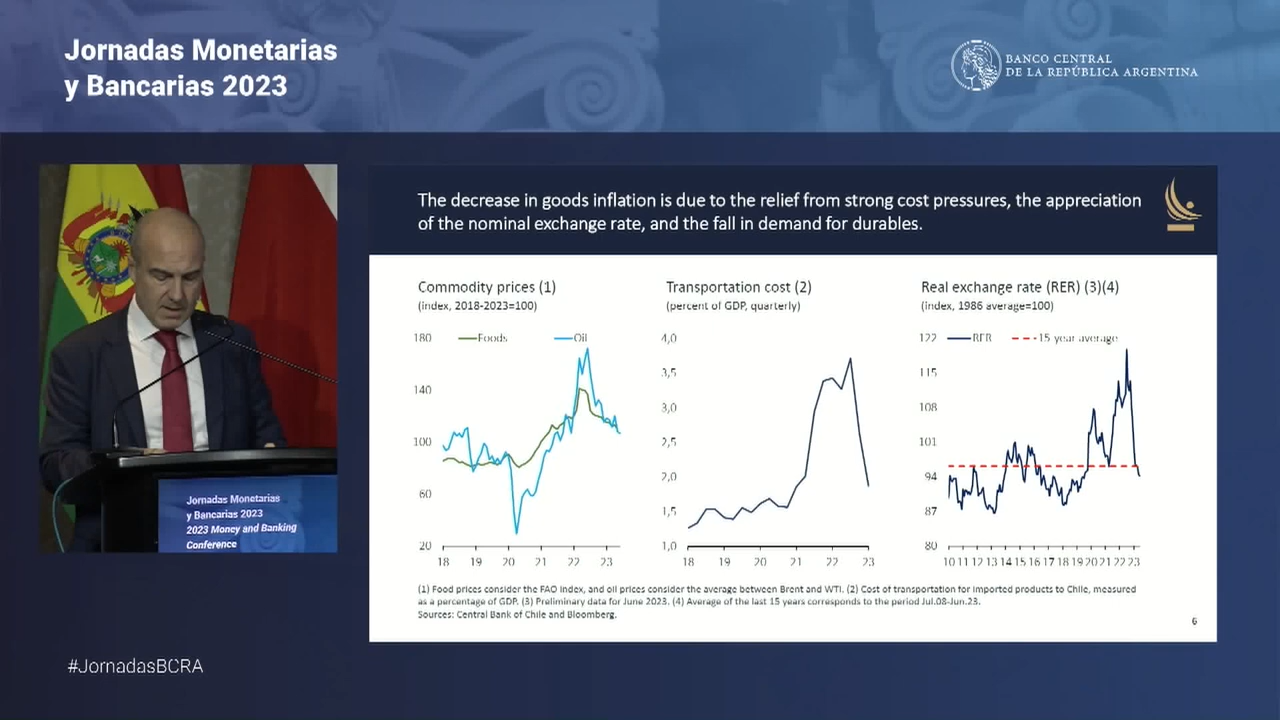 Jornadas Monetarias
y Bancarias 2023
BANCO CENTRAL
DE LA REPÚBLICA ARGENTINA
The decrease in goods inflation is due to the relief from strong cost pressures, the appreciation
of the nominal exchange rate, and the fall in demand for durables.
Commodity prices (1)
(index, 2018-2023=100)
180
Foods
Oil
140
100
60
20
18 19 20 21 22 23
Transportation cost (2)
(percent of GDP, quarterly)
4,0
3,5
3,0
2,5
2,0
1,5
1,0
18 19 20 21 22 23
Real exchange rate (RER) (3)(4)
(index, 1986 average=100)
122
RER
15 year average
115
108
101
94
87
80
10 11 12 13 14 15 16 17 18 19 20 21 22 23
(1) Food prices consider the FAO index, and oil prices consider the average between Brent and WTI. (2) Cost of transportation for imported products to Chile, measured
as a percentage of GDP. (3) Preliminary data for June 2023. (4) Average of the last 15 years corresponds to the period Jul.08-Jun.23.
Sources: Central Bank of Chile and Bloomberg.
6
Jornadas Monetarias
y Bancarias 2023
2023 Money and Banking
Conference
#JornadasBCRA